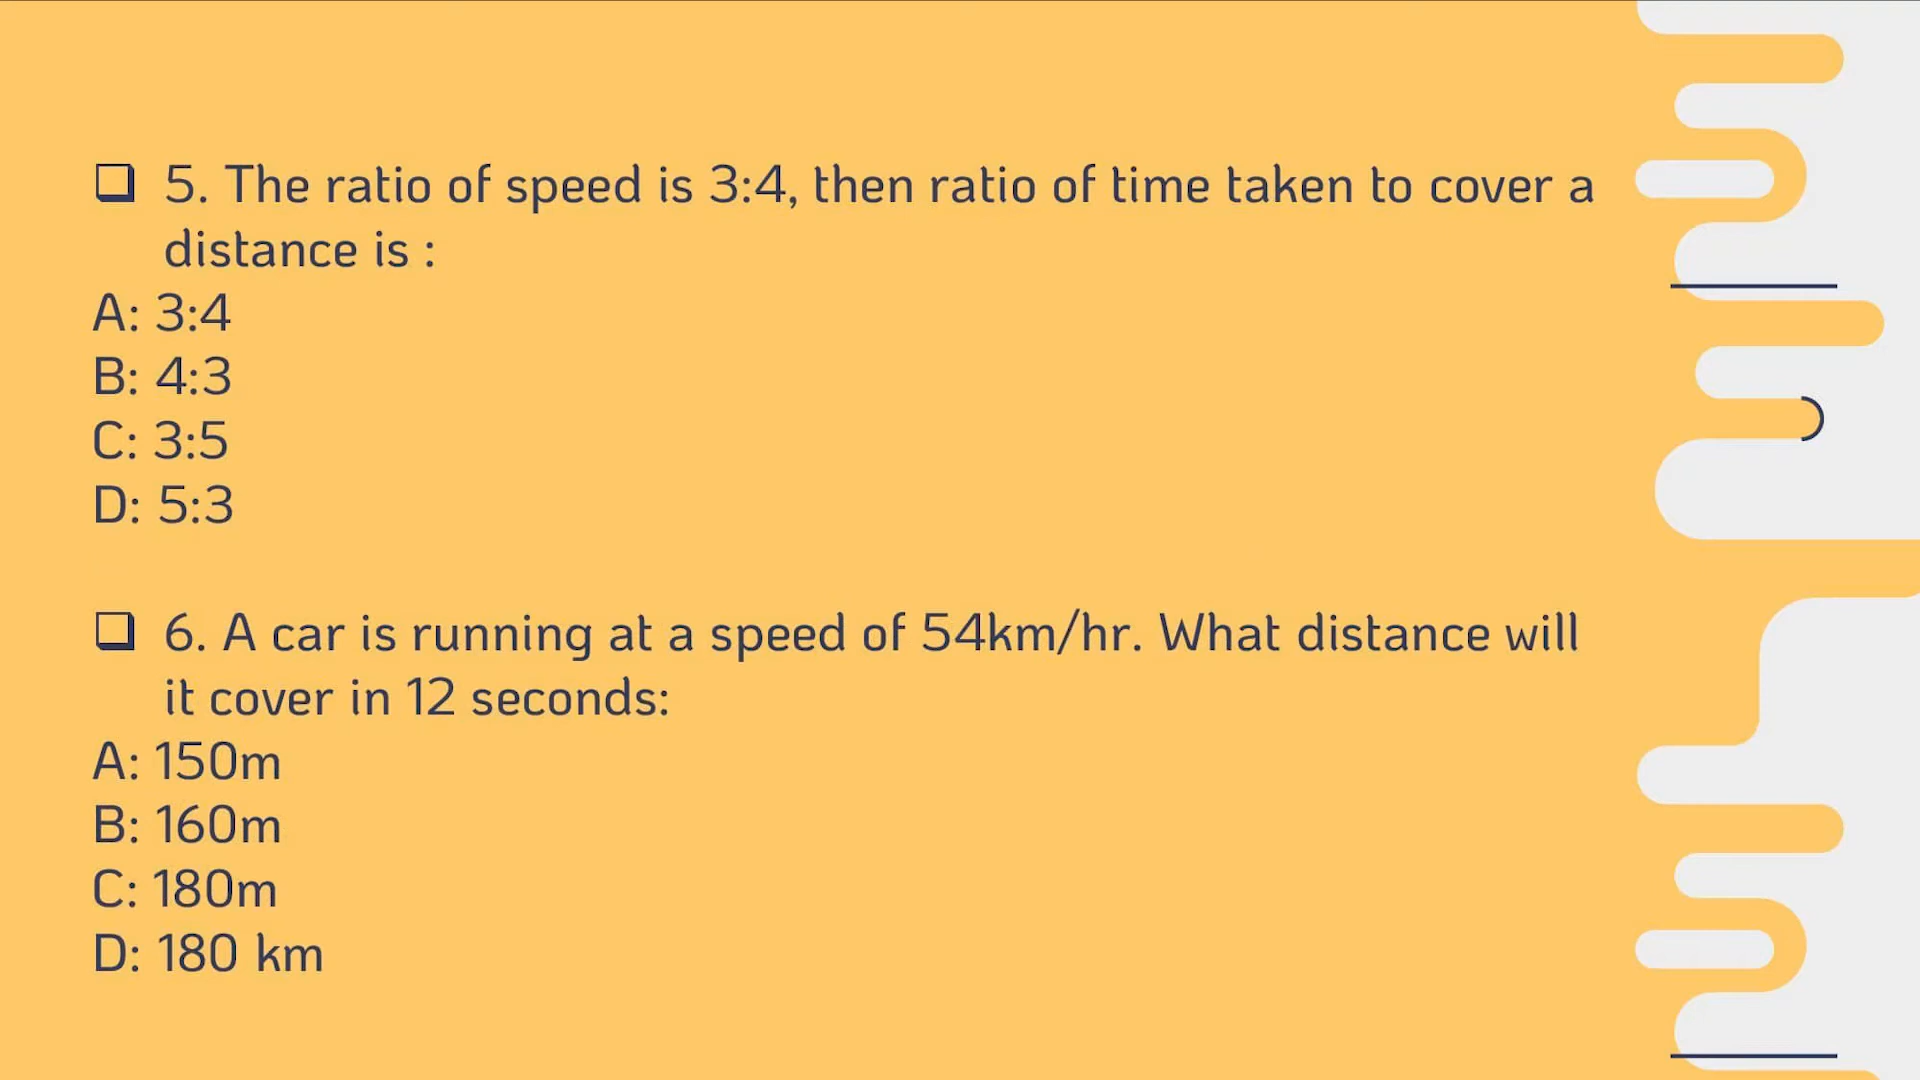 ❑ 5. The ratio of speed is 3:4, then ratio of time taken to cover a
distance is :
A: 3:4
B: 4:3
C: 3:5
D: 5:3
❑ 6. A car is running at a speed of 54km/hr. What distance will
it cover in 12 seconds:
A: 150m
B: 160m
C: 180m
D: 180 km